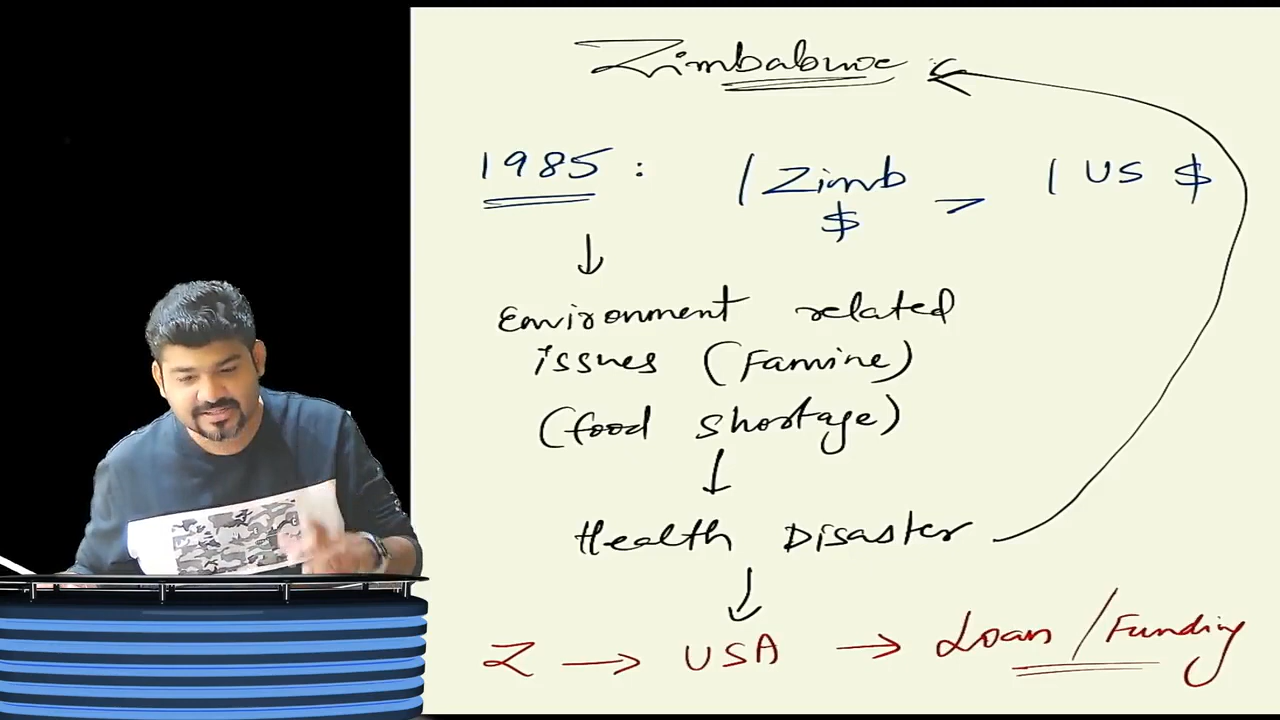 Zimbabwe
1985 : 1 Zimb $ > 1 US $
↓
Environment related
issues (Famine)
(food shortage)
↓
Health Disaster
↓
Z → USA → Loan / Funding